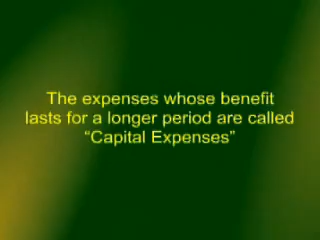 The expenses whose benefit
lasts for a longer period are called
“Capital Expenses”